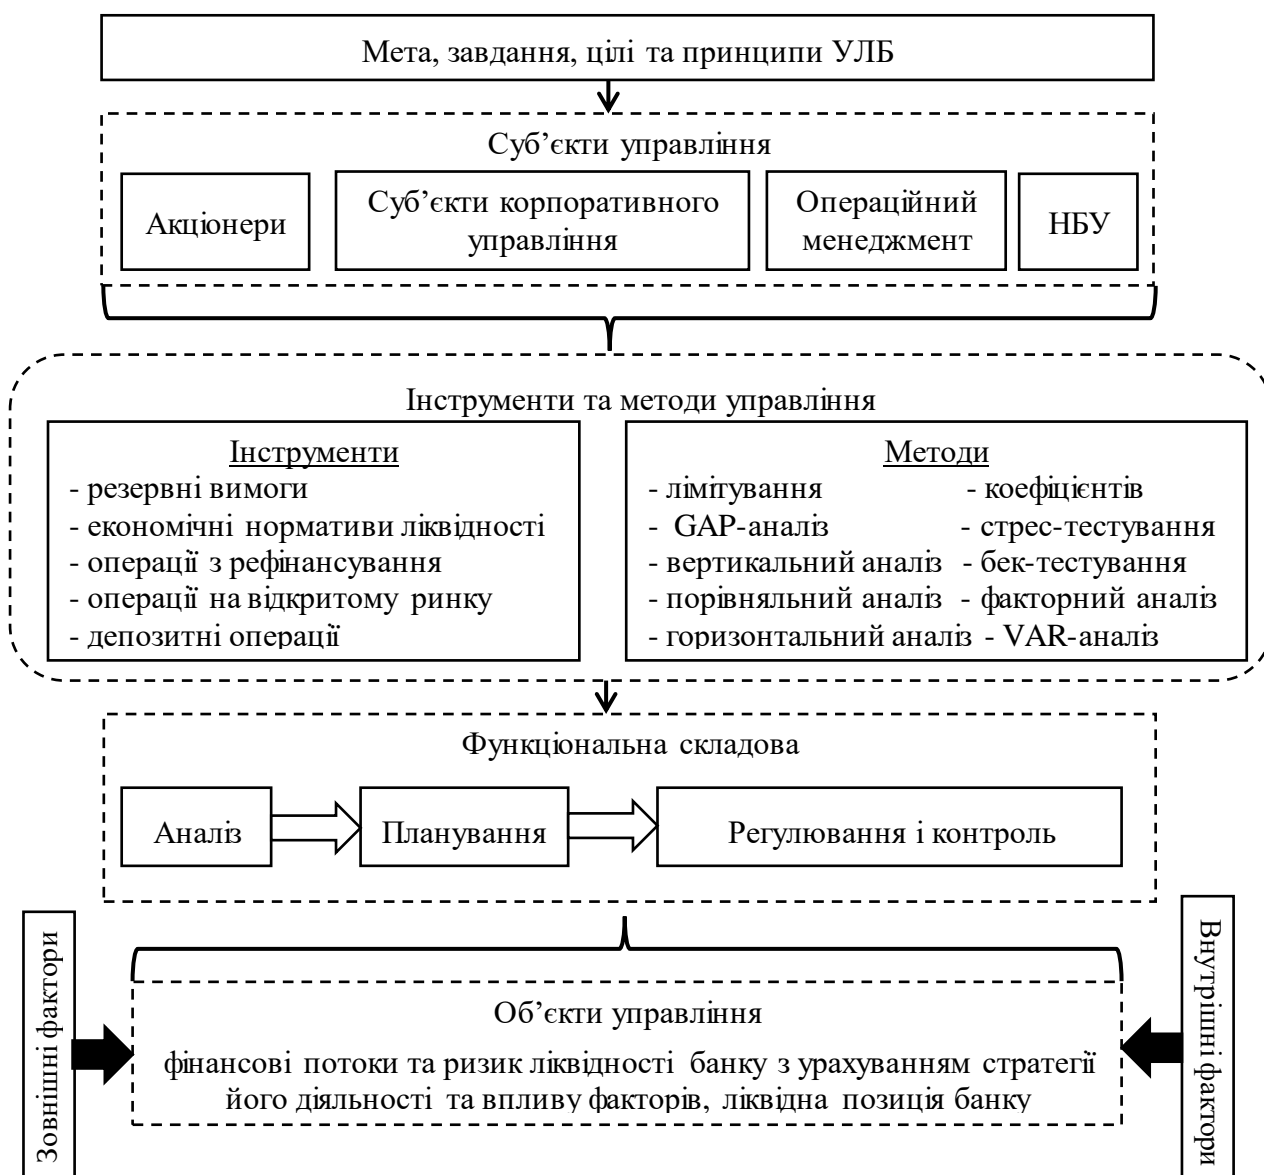 Мета, завдання, цілі та принципи УЛБ
Суб’єкти управління
Акціонери
Суб’єкти корпоративного
управління
Операційний
менеджмент
НБУ
Інструменти та методи управління
Інструменти
- резервні вимоги
- економічні нормативи ліквідності
- операції з рефінансування
- операції на відкритому ринку
- депозитні операції
Методи
- лімітування - коефіцієнтів
- GAP-аналіз - стрес-тестування
- вертикальний аналіз - бек-тестування
- порівняльний аналіз - факторний аналіз
- горизонтальний аналіз - VAR-аналіз
Функціональна складова
Аналіз
Планування
Регулювання і контроль
Зовнішні фактори
Об’єкти управління
фінансові потоки та ризик ліквідності банку з урахуванням стратегії
його діяльності та впливу факторів, ліквідна позиція банку
Внутрішні фактори